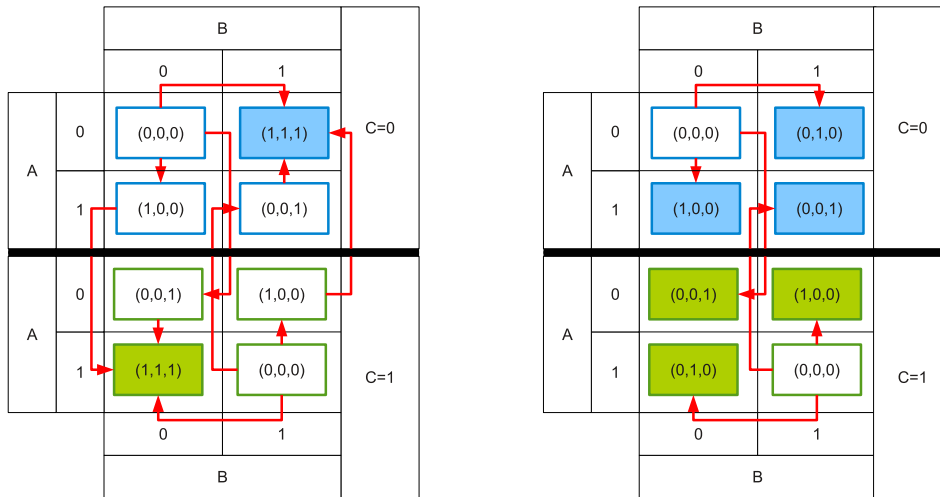 B
0 1
A
0
1
(0,0,0) (1,1,1)
(1,0,0) (0,0,1)
C=0
A
0
1
(0,0,1) (1,0,0)
(1,1,1) (0,0,0)
C=1
0 1
B
B
0 1
A
0
1
(0,0,0) (0,1,0)
(1,0,0) (0,0,1)
C=0
A
0
1
(0,0,1) (1,0,0)
(0,1,0) (0,0,0)
C=1
0 1
B